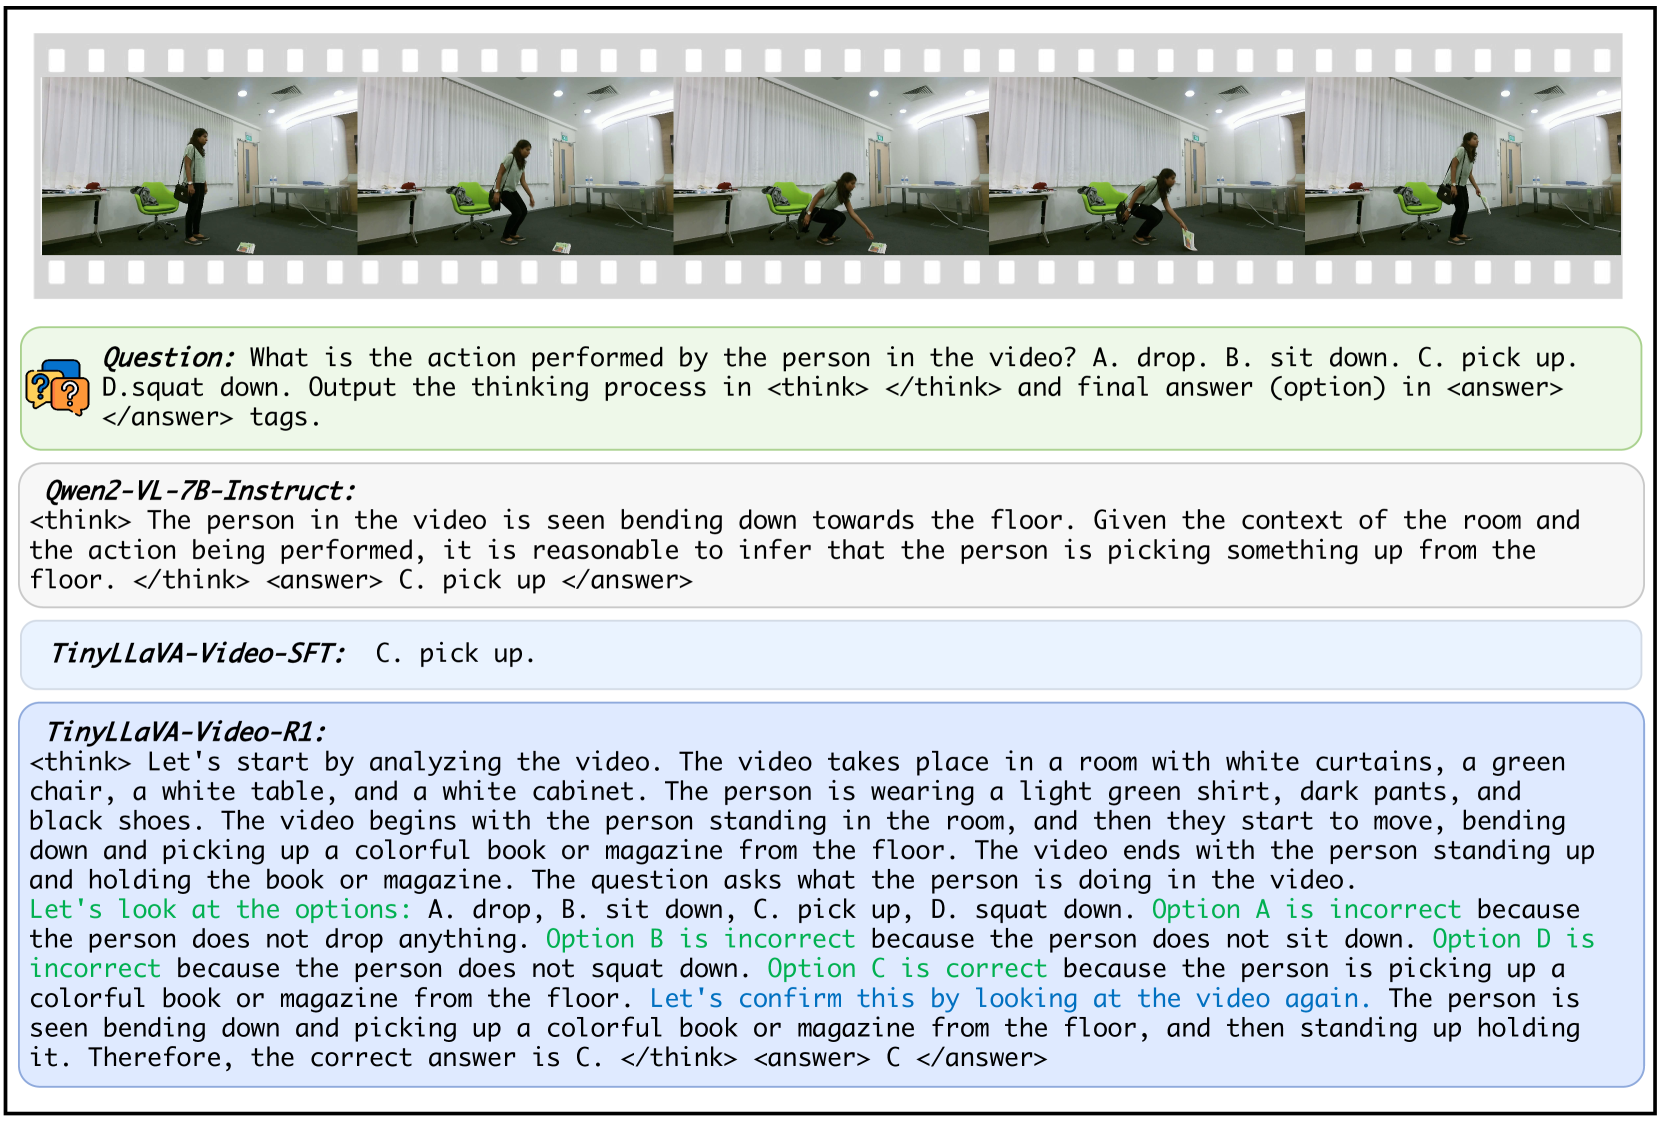 Question: What is the action performed by the person in the video? A. drop. B. sit down. C. pick up.
D.squat down. Output the thinking process in <think> </think> and final answer (option) in <answer>
</answer> tags.
Qwen2-VL-7B-Instruct:
<think> The person in the video is seen bending down towards the floor. Given the context of the room and
the action being performed, it is reasonable to infer that the person is picking something up from the
floor. </think> <answer> C. pick up </answer>
TinyLLaVA-Video-SFT: C. pick up.
TinyLLaVA-Video-R1:
<think> Let's start by analyzing the video. The video takes place in a room with white curtains, a green
chair, a white table, and a white cabinet. The person is wearing a light green shirt, dark pants, and
black shoes. The video begins with the person standing in the room, and then they start to move, bending
down and picking up a colorful book or magazine from the floor. The video ends with the person standing up
and holding the book or magazine. The question asks what the person is doing in the video.
Let's look at the options: A. drop, B. sit down, C. pick up, D. squat down. Option A is incorrect because
the person does not drop anything. Option B is incorrect because the person does not sit down. Option D is
incorrect because the person does not squat down. Option C is correct because the person is picking up a
colorful book or magazine from the floor. Let's confirm this by looking at the video again. The person is
seen bending down and picking up a colorful book or magazine from the floor, and then standing up holding
it. Therefore, the correct answer is C. </think> <answer> C </answer>